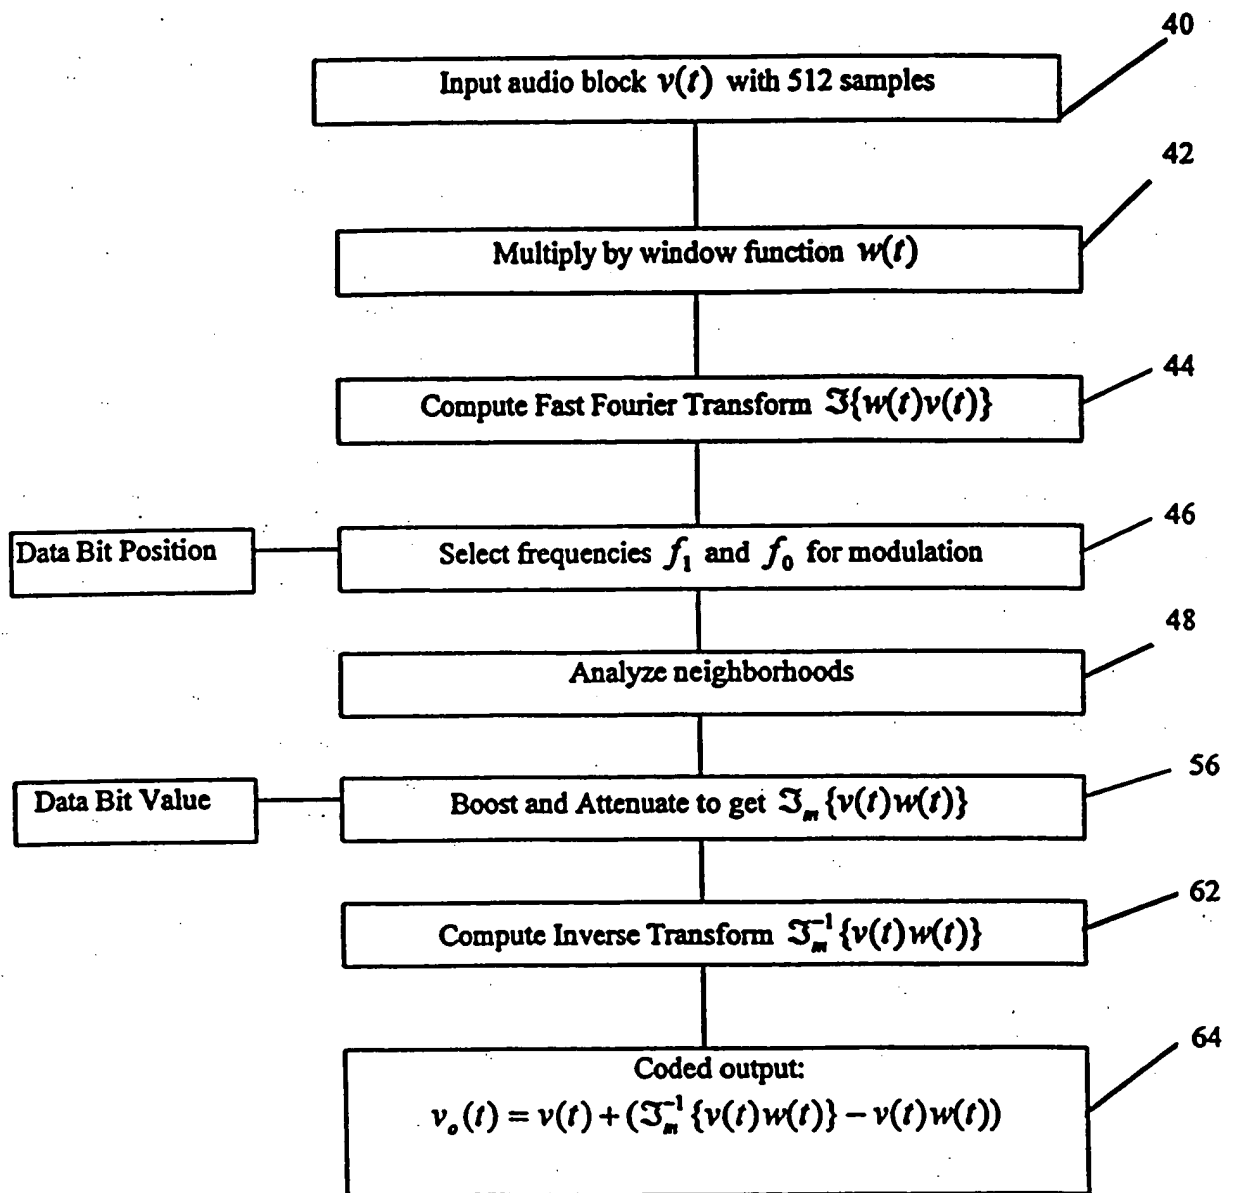 40
Input audio block v(t) with 512 samples
42
Multiply by window function w(t)
44
Compute Fast Fourier Transform ℑ{w(t)v(t)}
46
Data Bit Position
Select frequencies f₁ and f₀ for modulation
48
Analyze neighborhoods
56
Data Bit Value
Boost and Attenuate to get ℑₘ{v(t)w(t)}
62
Compute Inverse Transform ℑₘ⁻¹{v(t)w(t)}
64
Coded output:
vₒ(t) = v(t) + (ℑₘ⁻¹{v(t)w(t)} − v(t)w(t))